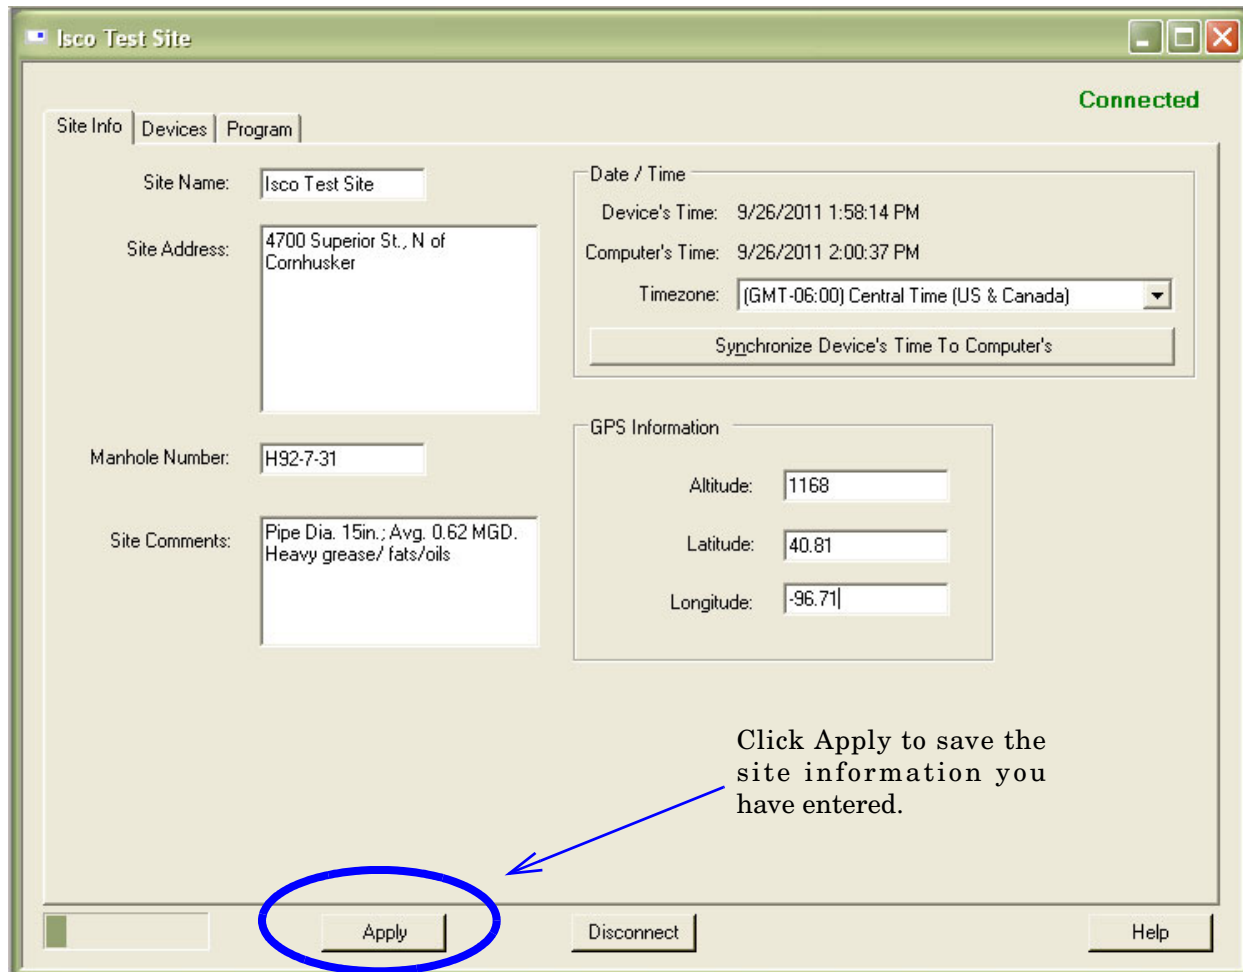 Isco Test Site
Connected
Site Info Devices Program
Site Name: Isco Test Site
Site Address: 4700 Superior St., N of
Cornhusker
Manhole Number: H92-7-31
Site Comments: Pipe Dia. 15in.; Avg. 0.62 MGD.
Heavy grease/ fats/oils
Date / Time
Device's Time: 9/26/2011 1:58:14 PM
Computer's Time: 9/26/2011 2:00:37 PM
Timezone: (GMT-06:00) Central Time (US & Canada)
Synchronize Device's Time To Computer's
GPS Information
Altitude: 1168
Latitude: 40.81
Longitude: -96.71
Click Apply to save the
site information you
have entered.
Apply Disconnect Help